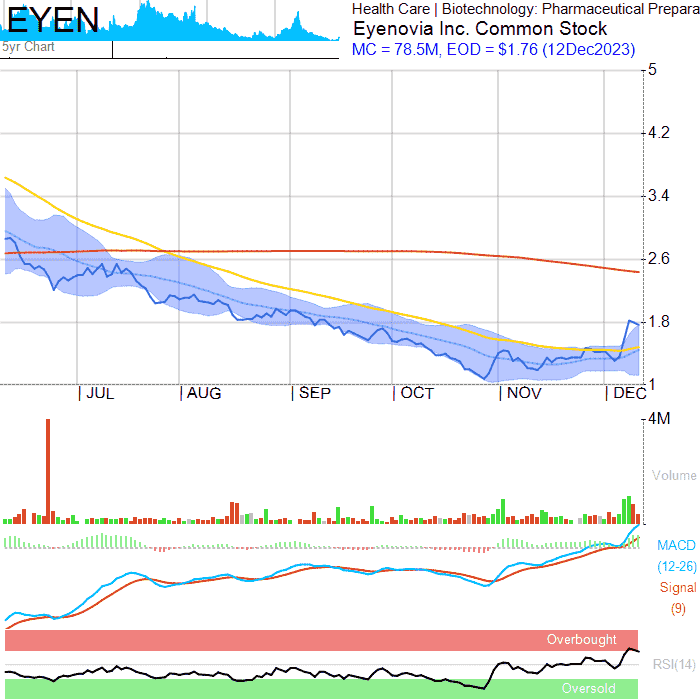 EYEN
5yr Chart
Health Care | Biotechnology: Pharmaceutical Prepara
Eyenovia Inc. Common Stock
MC = 78.5M, EOD = $1.76 (12Dec2023)
5
4.2
3.4
2.6
1.8
1
| JUL | AUG | SEP | OCT | NOV | DEC
4M
Volume
MACD
(12-26)
Signal
(9)
Overbought
RSI(14)
Oversold